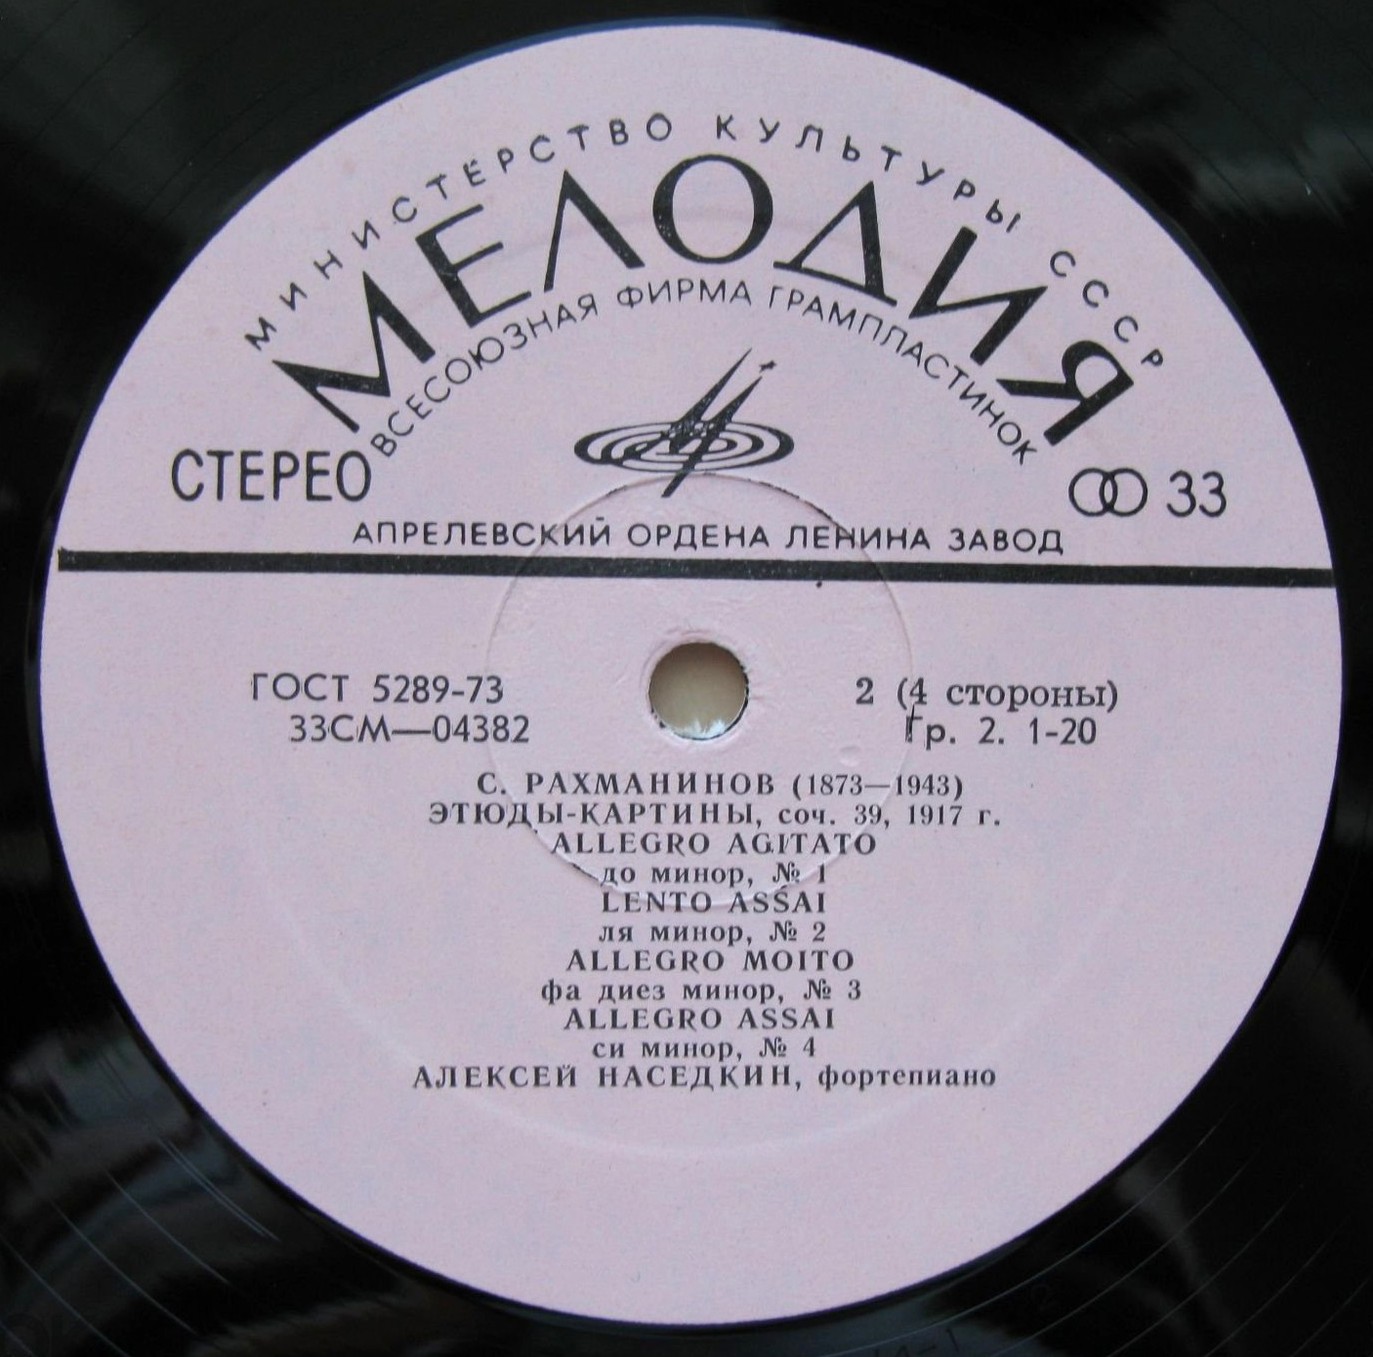 МИНИСТЕРСТВО КУЛЬТУРЫ СССР
МЕЛОДИЯ
ВСЕСОЮЗНАЯ ФИРМА ГРАМПЛАСТИНОК
СТЕРЕО
33
АПРЕЛЕВСКИЙ ОРДЕНА ЛЕНИНА ЗАВОД
ГОСТ 5289-73
33СМ—04382
2 (4 стороны)
Гр. 2. 1-20
С. РАХМАНИНОВ (1873—1943)
ЭТЮДЫ-КАРТИНЫ, соч. 39, 1917 г.
ALLEGRO AGITATO
до минор, № 1
LENTO ASSAI
ля минор, № 2
ALLEGRO MOITO
фа диез минор, № 3
ALLEGRO ASSAI
си минор, № 4
АЛЕКСЕЙ НАСЕДКИН, фортепиано